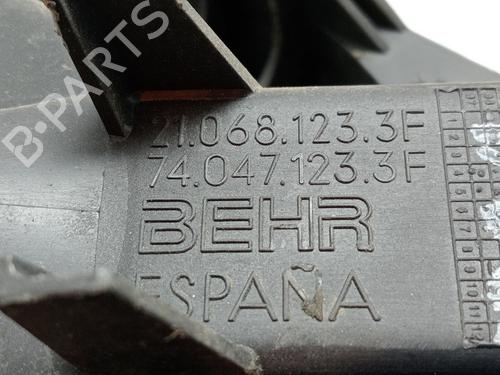 21.068.123.3F
74.047.123.3F
BEHR
ESPAÑA
B-PARTS